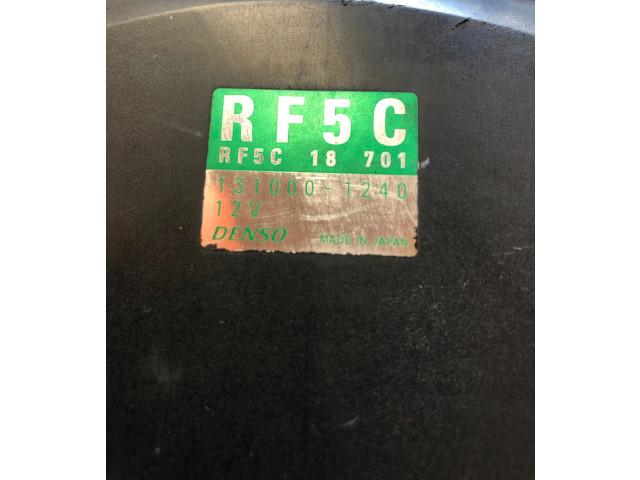 RF5C
RF5C 18 701
131000-1240
12V
DENSO MADE IN JAPAN